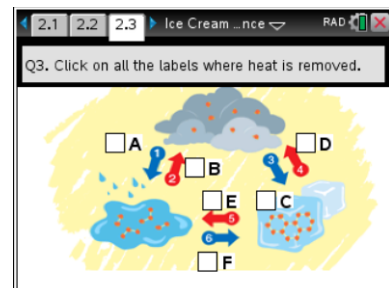 2.1 2.2 2.3 Ice Cream ...nce RAD
Q3. Click on all the labels where heat is removed.
A
1
B
2
D
3
4
E
5
C
6
F